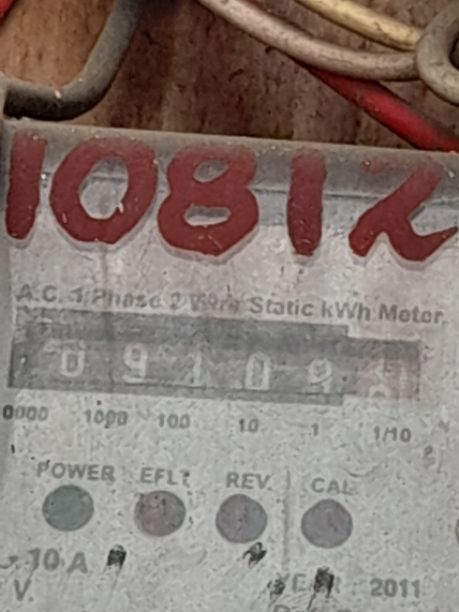 10812
A.C. 1 Phase 2 Wire Static kWh Meter
0 9 1 0 9
0000 1000 100 10 1 1/10
POWER EFLT REV. CAL
10 A
V. YEAR: 2011